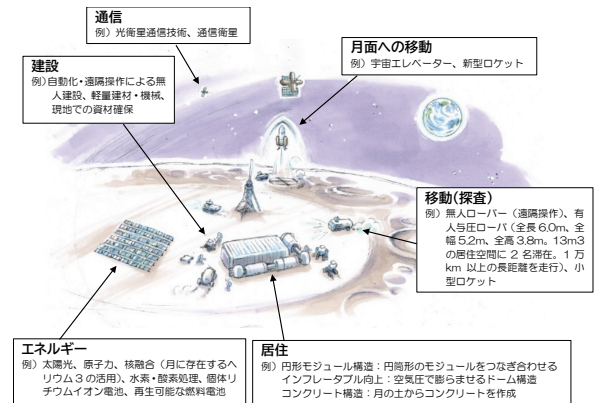 通信
例）光衛星通信技術、通信衛星
月面への移動
例）宇宙エレベーター、新型ロケット
建設
例）自動化・遠隔操作による無
人建設、軽量建材・機械、
現地での資材確保
移動(探査)
例）無人ローバー（遠隔操作）、有
人与圧ローバ（全長 6.0m、全
幅 5.2m、全高 3.8m。13m3
の居住空間に 2 名滞在。1 万
km 以上の長距離を走行）、小
型ロケット
エネルギー
例）太陽光、原子力、核融合（月に存在するヘ
リウム 3 の活用）、水素・酸素処理、個体リ
チウムイオン電池、再生可能な燃料電池
居住
例）円形モジュール構造：円筒形のモジュールをつなぎ合わせる
インフレータブル向上：空気圧で膨らませるドーム構造
コンクリート構造：月の土からコンクリートを作成